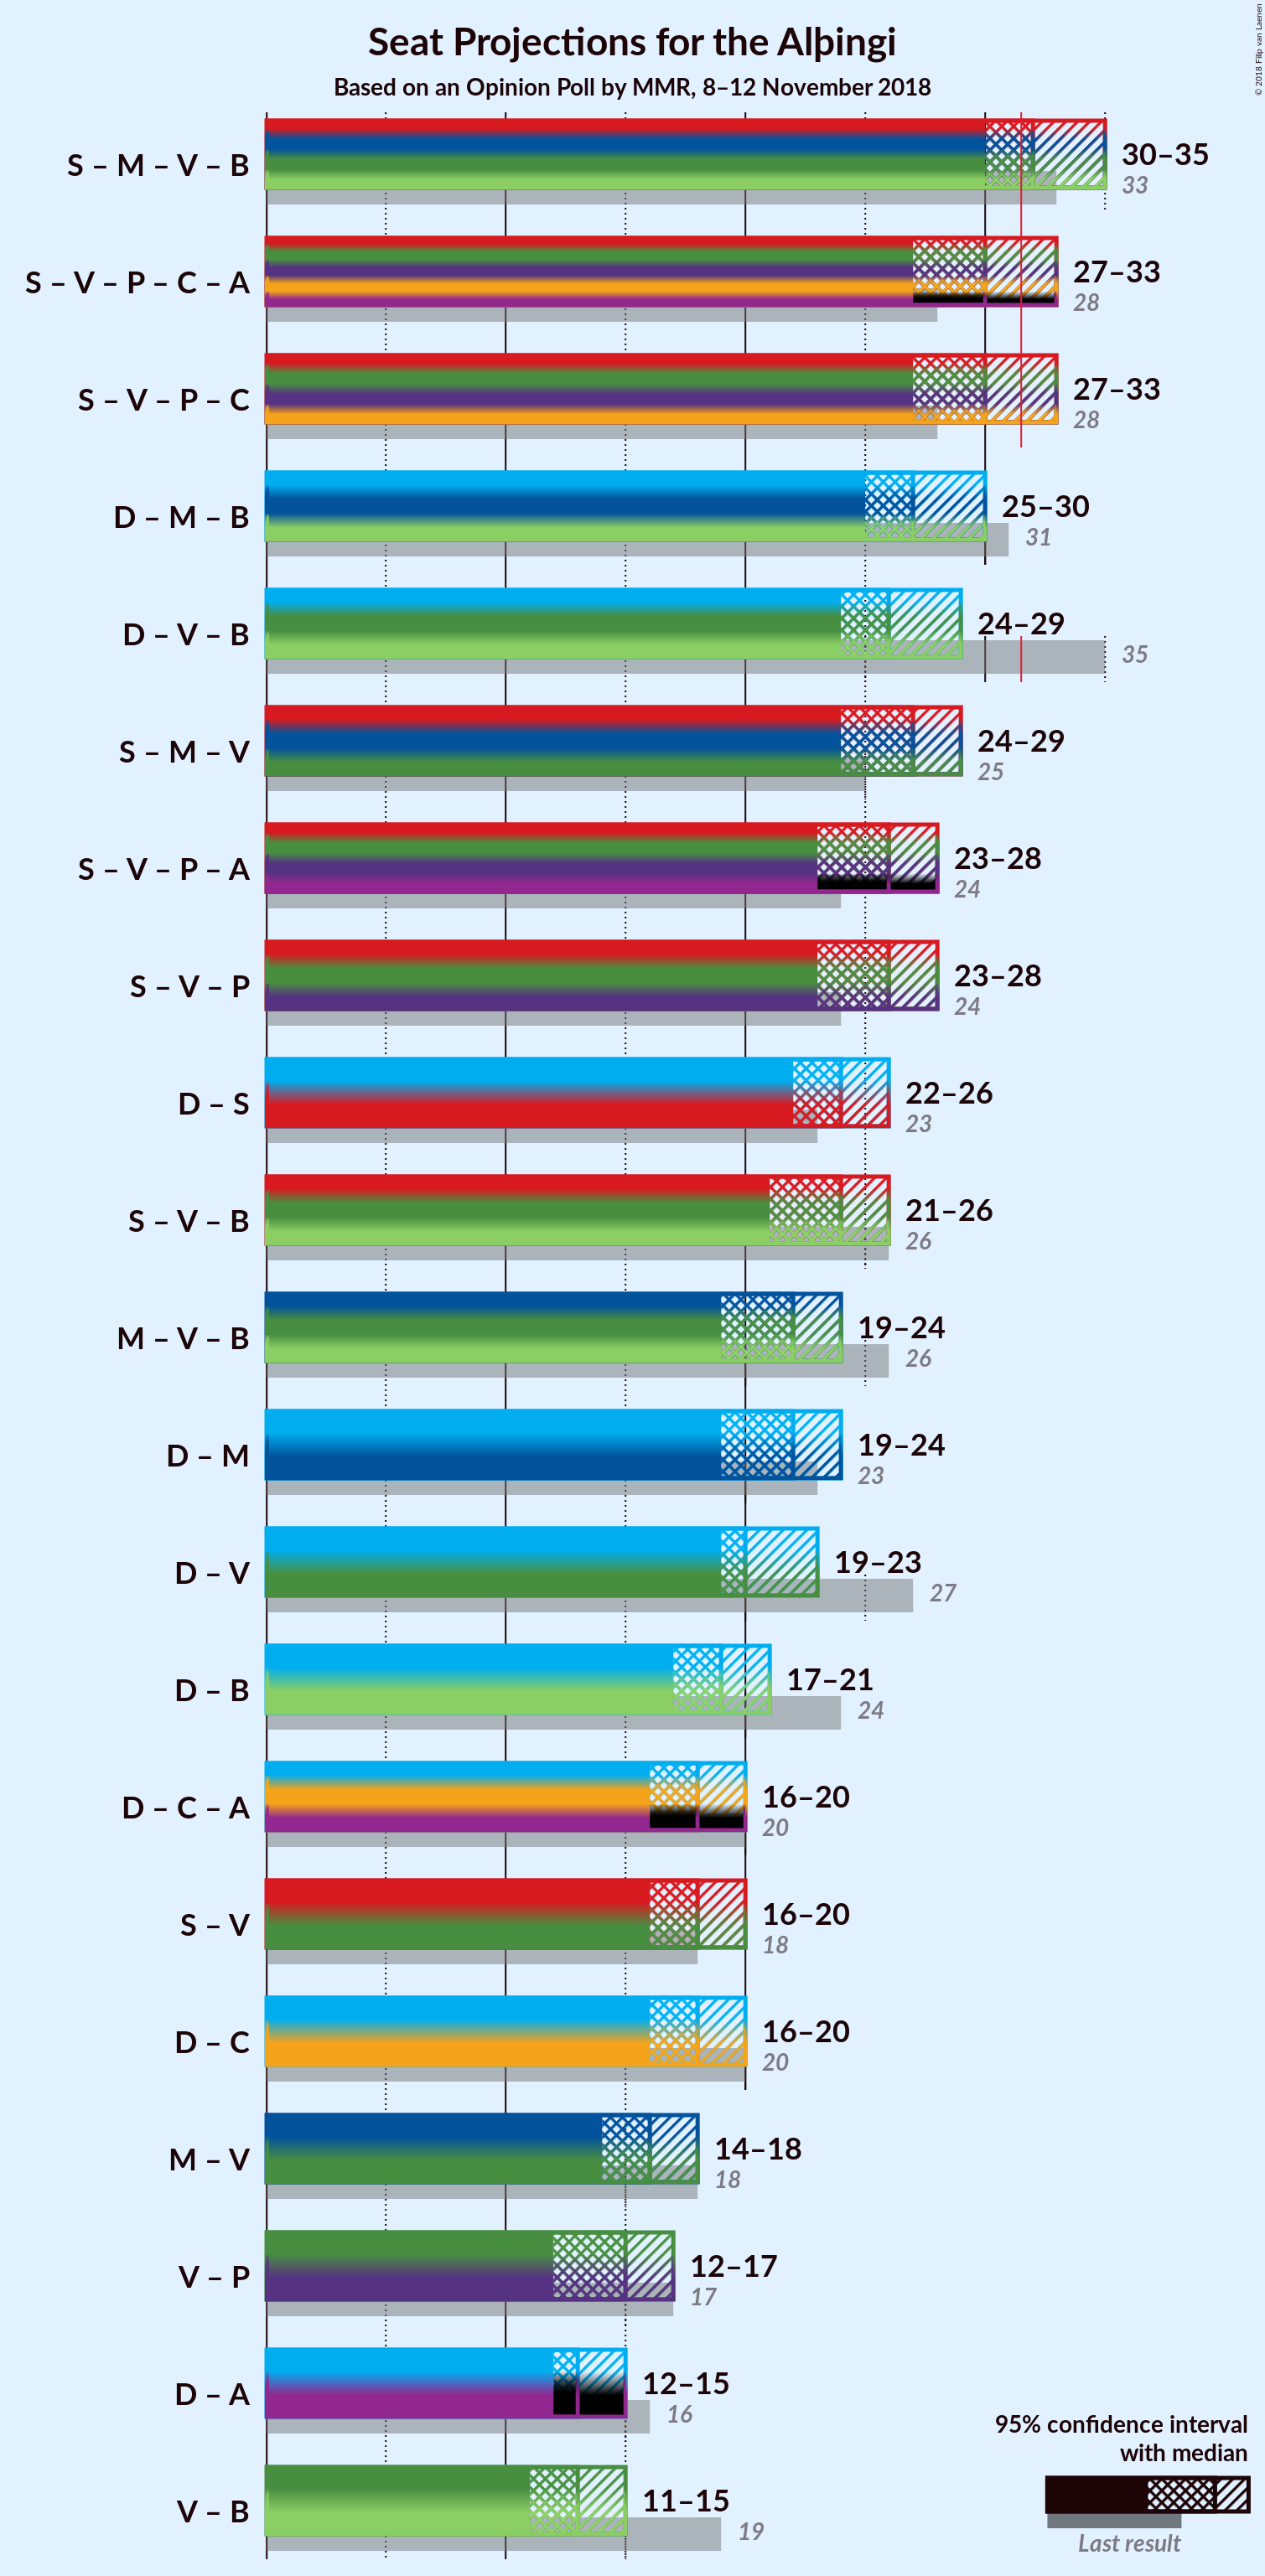 Seat Projections for the Alþingi
Based on an Opinion Poll by MMR, 8–12 November 2018
© 2018 Filip van Laenen
S – M – V – B
30–35
33
S – V – P – C – A
27–33
28
S – V – P – C
27–33
28
D – M – B
25–30
31
D – V – B
24–29
35
S – M – V
24–29
25
S – V – P – A
23–28
24
S – V – P
23–28
24
D – S
22–26
23
S – V – B
21–26
26
M – V – B
19–24
26
D – M
19–24
23
D – V
19–23
27
D – B
17–21
24
D – C – A
16–20
20
S – V
16–20
18
D – C
16–20
20
M – V
14–18
18
V – P
12–17
17
D – A
12–15
16
V – B
11–15
19
95% confidence interval
with median
Last result